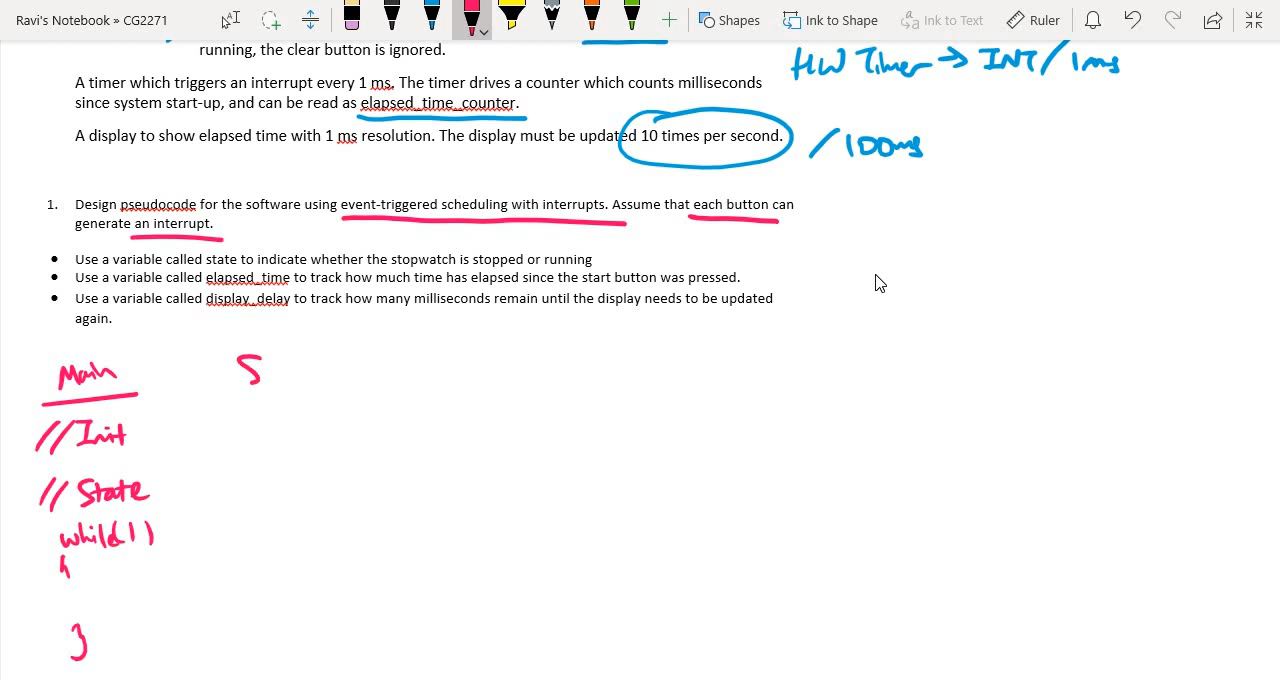 Ravi's Notebook » CG2271
Shapes
Ink to Shape
Ink to Text
Ruler
running, the clear button is ignored.
HW Timer → INT / 1ms
A timer which triggers an interrupt every 1 ms. The timer drives a counter which counts milliseconds
since system start-up, and can be read as elapsed_time_counter.
A display to show elapsed time with 1 ms resolution. The display must be updated 10 times per second.
/ 100ms
1. Design pseudocode for the software using event-triggered scheduling with interrupts. Assume that each button can
generate an interrupt.
• Use a variable called state to indicate whether the stopwatch is stopped or running
• Use a variable called elapsed_time to track how much time has elapsed since the start button was pressed.
• Use a variable called display_delay to track how many milliseconds remain until the display needs to be updated
again.
Main
S
// Init
// State
while(1)
{
}